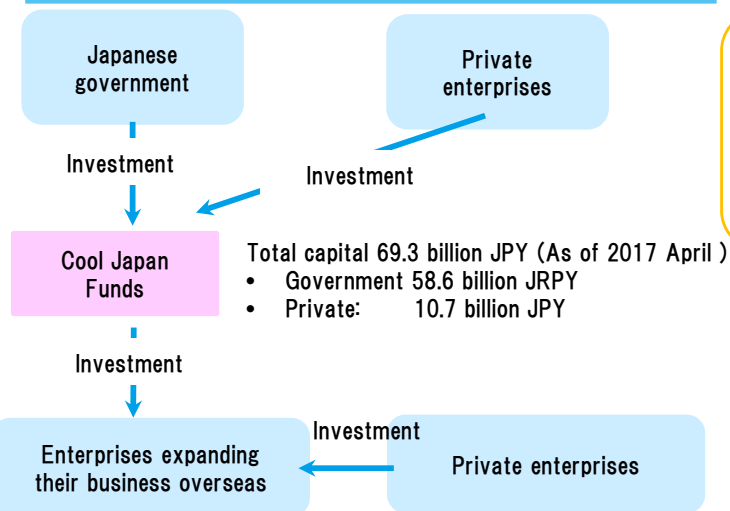 Japanese
government
Private
enterprises
Investment
Investment
Cool Japan
Funds
Total capital 69.3 billion JPY (As of 2017 April )
• Government 58.6 billion JRPY
• Private: 10.7 billion JPY
Investment
Enterprises expanding
their business overseas
Investment
Private enterprises